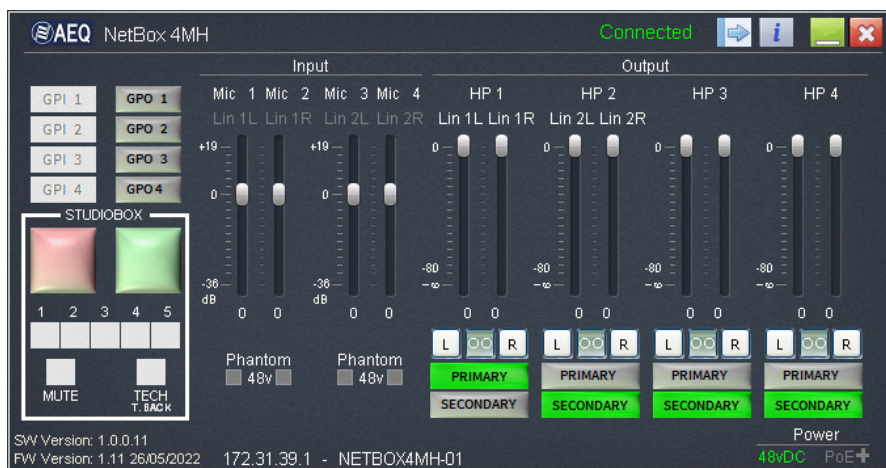 AEQ NetBox 4MH Connected i
Input Output
GPI 1 GPO 1 Mic 1 Mic 2 Mic 3 Mic 4 HP 1 HP 2 HP 3 HP 4
Lin 1L Lin 1R Lin 2L Lin 2R Lin 1L Lin 1R Lin 2L Lin 2R
GPI 2 GPO 2
+19 +19 0 0 0 0
GPI 3 GPO 3
GPI 4 GPO 4 0 0
STUDIOBOX
-80 -80 -80 -80
-36 -36 -∞ -∞ -∞ -∞
dB dB
1 2 3 4 5 0 0 0 0 0 0 0 0 0 0 0 0
L R L R L R L R
Phantom Phantom
48v 48v PRIMARY PRIMARY PRIMARY PRIMARY
MUTE TECH
T.BACK
SECONDARY SECONDARY SECONDARY SECONDARY
SW Version: 1.0.0.11 Power
FW Version: 1.11 26/05/2022 172.31.39.1 - NETBOX4MH-01 48vDC PoE+